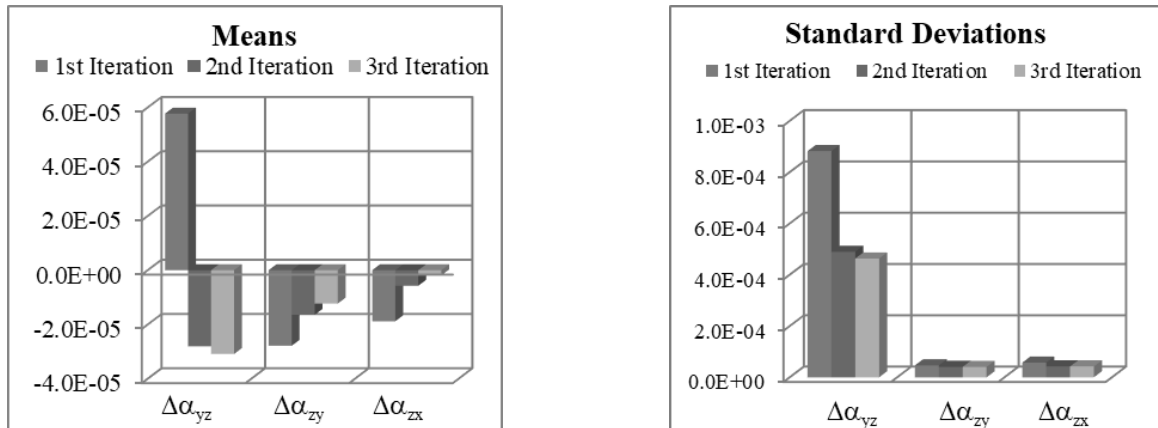 Means
1st Iteration 2nd Iteration 3rd Iteration
6.0E-05
4.0E-05
2.0E-05
0.0E+00
-2.0E-05
-4.0E-05
Δα_yz Δα_zy Δα_zx
Standard Deviations
1st Iteration 2nd Iteration 3rd Iteration
1.0E-03
8.0E-04
6.0E-04
4.0E-04
2.0E-04
0.0E+00
Δα_yz Δα_zy Δα_zx